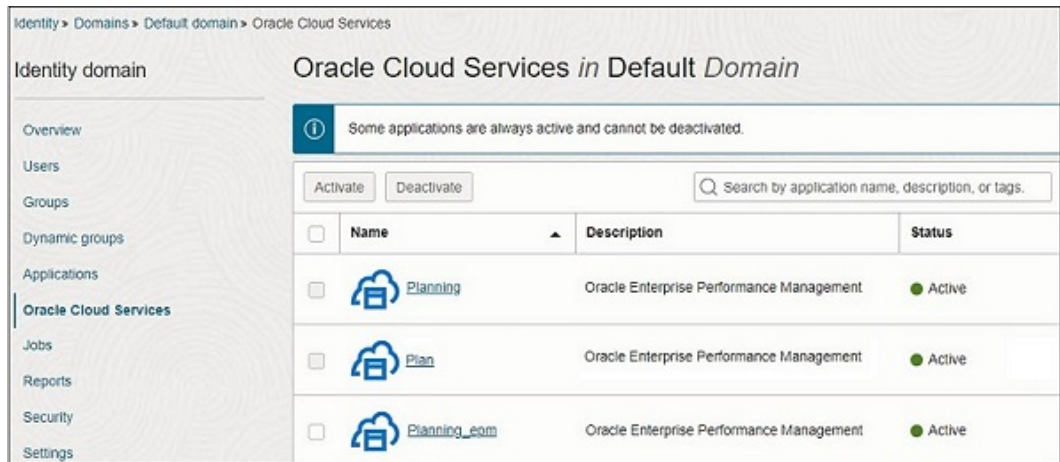 Identity » Domains » Default domain » Oracle Cloud Services
Identity domain
Oracle Cloud Services in Default Domain
Overview
Users
Groups
Dynamic groups
Applications
Oracle Cloud Services
Jobs
Reports
Security
Settings
Some applications are always active and cannot be deactivated.
Activate Deactivate Search by application name, description, or tags.
Name Description Status
Planning Oracle Enterprise Performance Management Active
Plan Oracle Enterprise Performance Management Active
Planning_epm Oracle Enterprise Performance Management Active